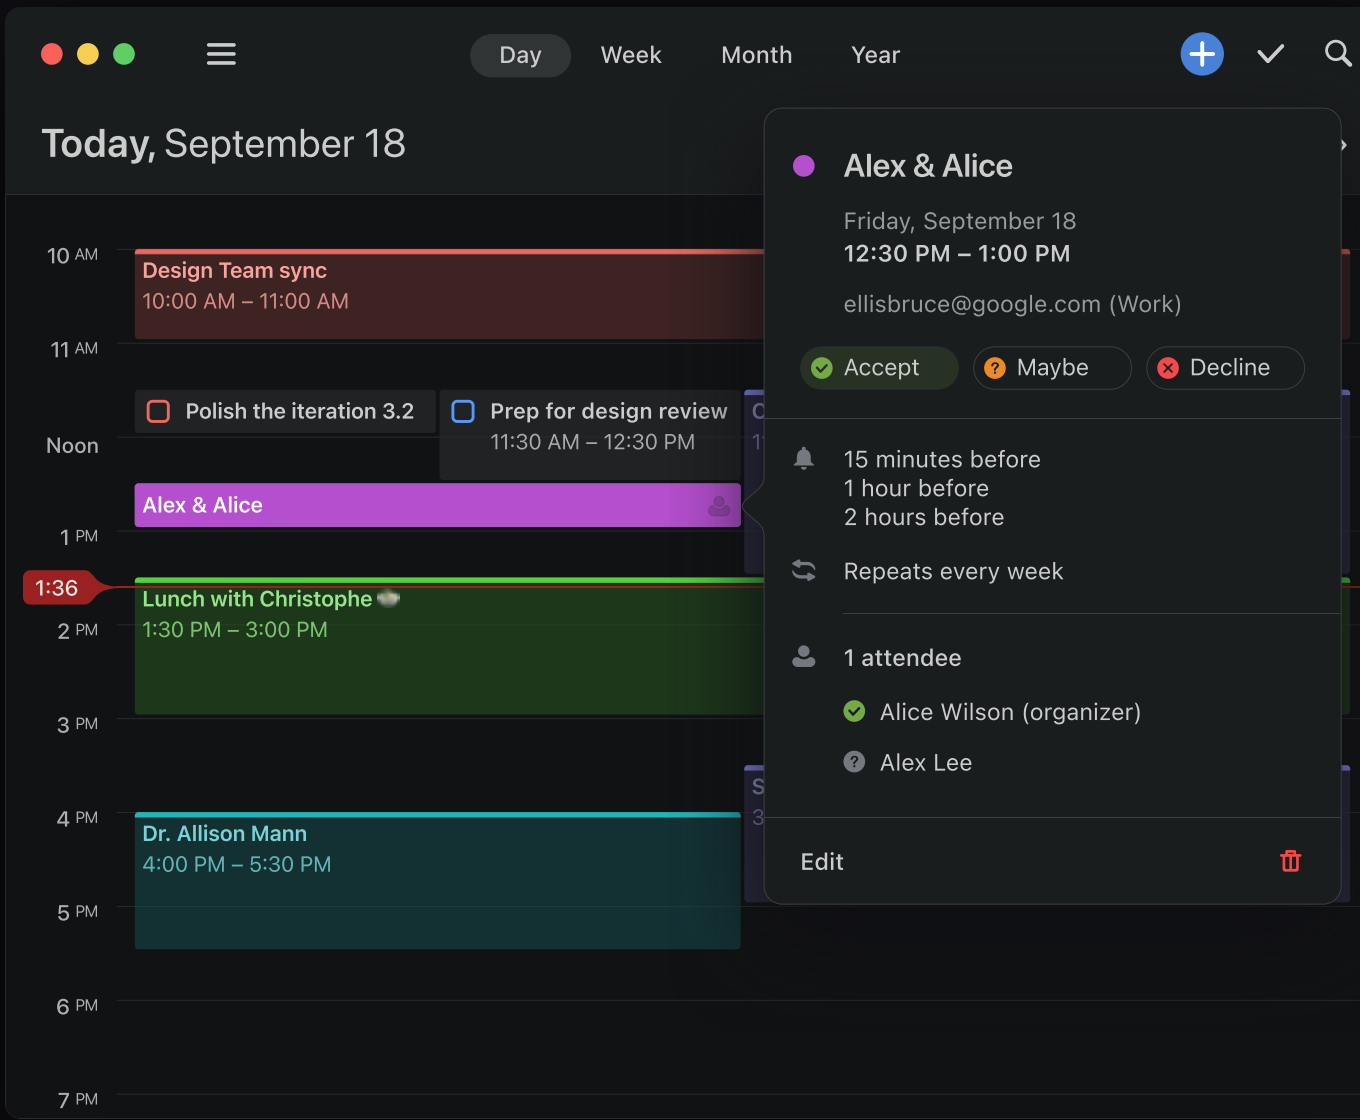 Day Week Month Year
Today, September 18
10 AM
Design Team sync
10:00 AM – 11:00 AM
11 AM
Polish the iteration 3.2
Prep for design review
11:30 AM – 12:30 PM
Noon
Alex & Alice
1 PM
1:36
Lunch with Christophe
1:30 PM – 3:00 PM
2 PM
3 PM
4 PM
Dr. Allison Mann
4:00 PM – 5:30 PM
5 PM
6 PM
7 PM
Alex & Alice
Friday, September 18
12:30 PM – 1:00 PM
ellisbruce@google.com (Work)
Accept Maybe Decline
15 minutes before
1 hour before
2 hours before
Repeats every week
1 attendee
Alice Wilson (organizer)
Alex Lee
Edit